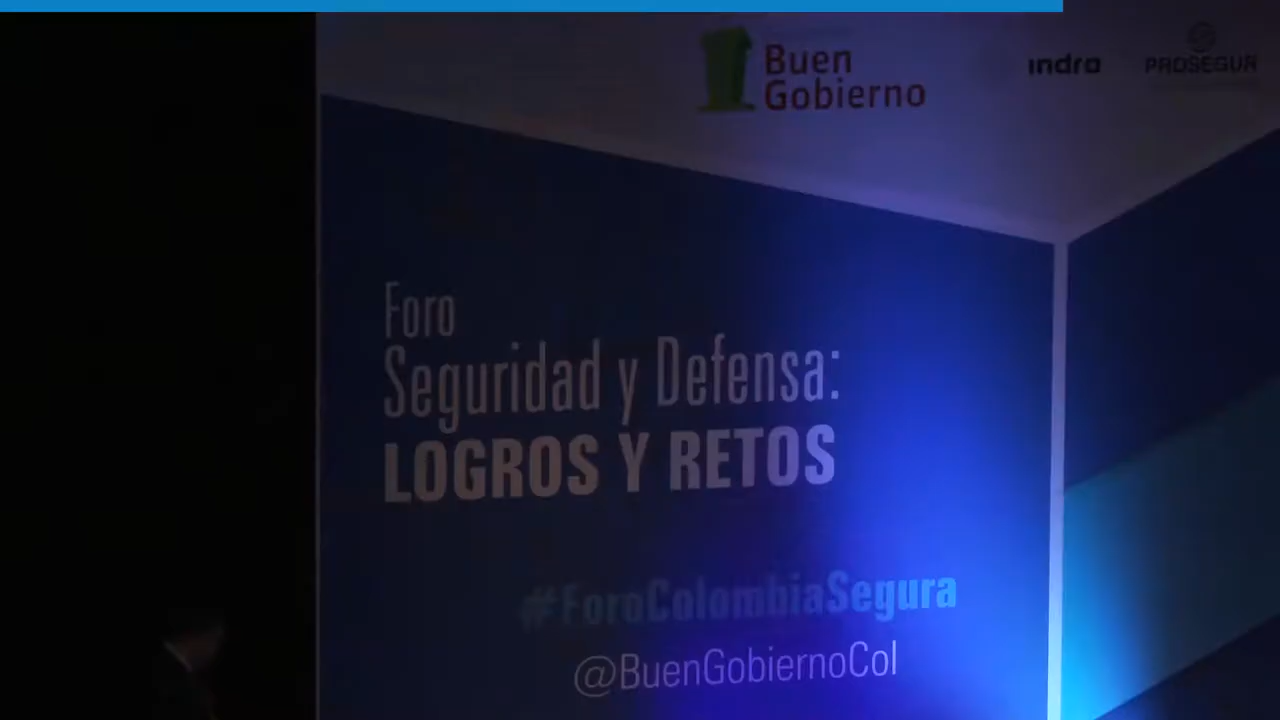 Buen
Gobierno
indra
PROSEGUR
Foro
Seguridad y Defensa:
LOGROS Y RETOS
#ForoColombiaSegura
@BuenGobiernoCol